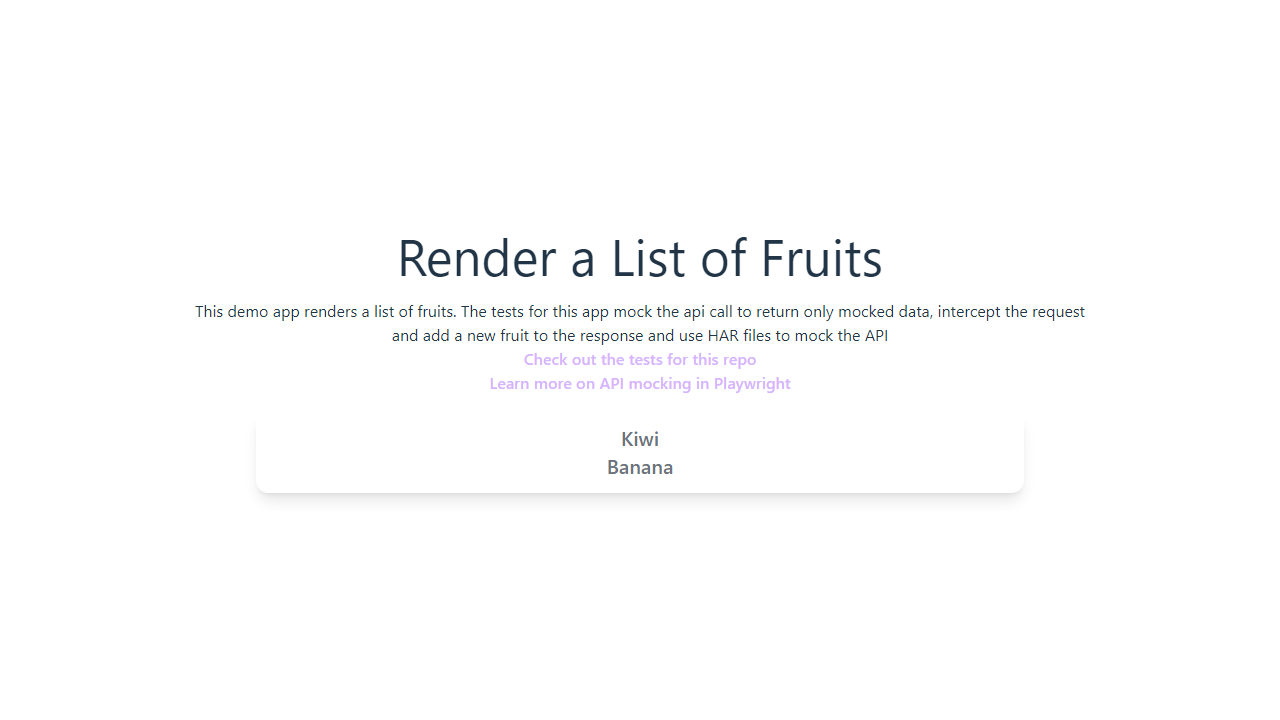 Render a List of Fruits
This demo app renders a list of fruits. The tests for this app mock the api call to return only mocked data, intercept the request
and add a new fruit to the response and use HAR files to mock the API
Check out the tests for this repo
Learn more on API mocking in Playwright
Kiwi
Banana